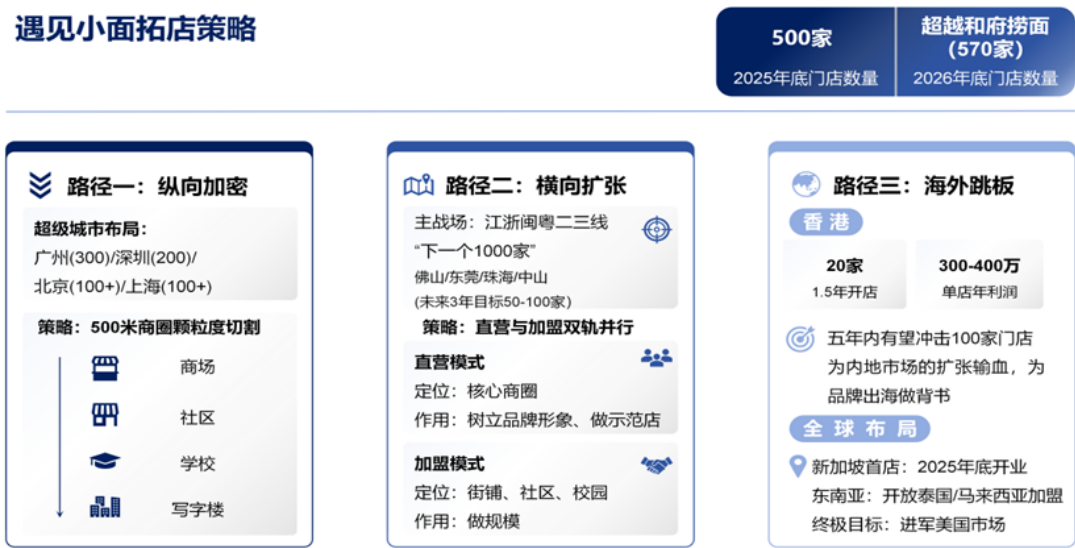 遇见小面拓店策略
500家
2025年底门店数量
超越和府捞面
(570家)
2026年底门店数量
路径一：纵向加密
超级城市布局：
广州(300)/深圳(200)/
北京(100+)/上海(100+)
策略：500米商圈颗粒度切割
商场
社区
学校
写字楼
路径二：横向扩张
主战场：江浙闽粤二三线
“下一个1000家”
佛山/东莞/珠海/中山
(未来3年目标50-100家)
策略：直营与加盟双轨并行
直营模式
定位：核心商圈
作用：树立品牌形象、做示范店
加盟模式
定位：街铺、社区、校园
作用：做规模
路径三：海外跳板
香港
20家
1.5年开店
300-400万
单店年利润
五年内有望冲击100家门店
为内地市场的扩张输血，为
品牌出海做背书
全球布局
新加坡首店：2025年底开业
东南亚：开放泰国/马来西亚加盟
终极目标：进军美国市场